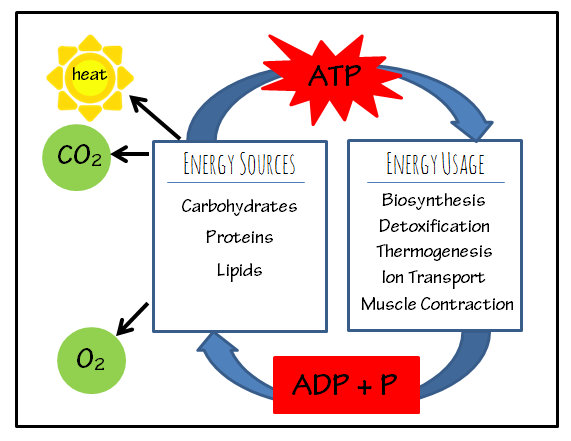 heat
ATP
CO₂
ENERGY SOURCES
Carbohydrates
Proteins
Lipids
ENERGY USAGE
Biosynthesis
Detoxification
Thermogenesis
Ion Transport
Muscle Contraction
O₂
ADP + P